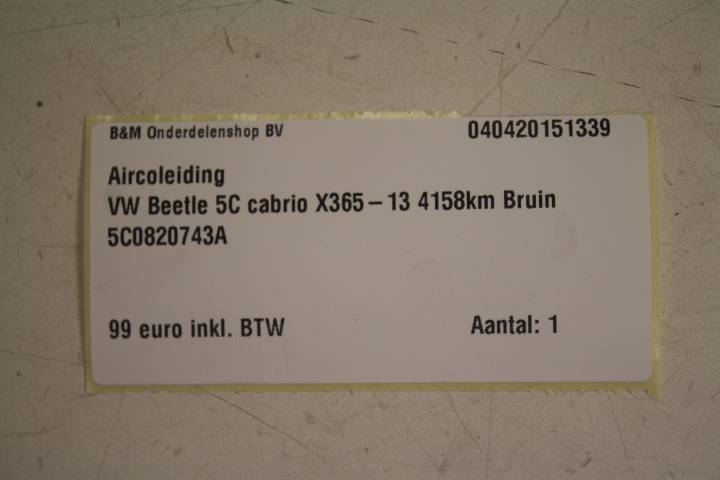 B&M Onderdelenshop BV 040420151339
Aircoleiding
VW Beetle 5C cabrio X365-13 4158km Bruin
5C0820743A
99 euro inkl. BTW Aantal: 1